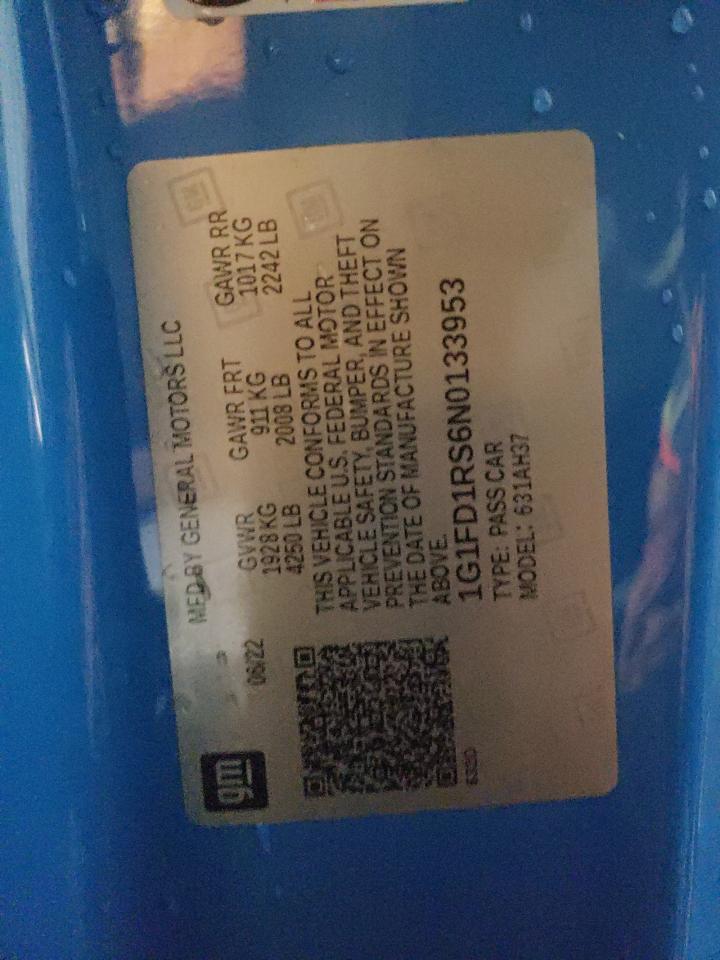 gm
MFD BY GENERAL MOTORS LLC
06/22
GVWR GAWR FRT GAWR RR
1928 KG 911 KG 1017 KG
4250 LB 2008 LB 2242 LB
THIS VEHICLE CONFORMS TO ALL
APPLICABLE U.S. FEDERAL MOTOR
VEHICLE SAFETY, BUMPER, AND THEFT
PREVENTION STANDARDS IN EFFECT ON
THE DATE OF MANUFACTURE SHOWN
ABOVE.
1G1FD1RS6N0133953
TYPE: PASS CAR
MODEL: 631AH37